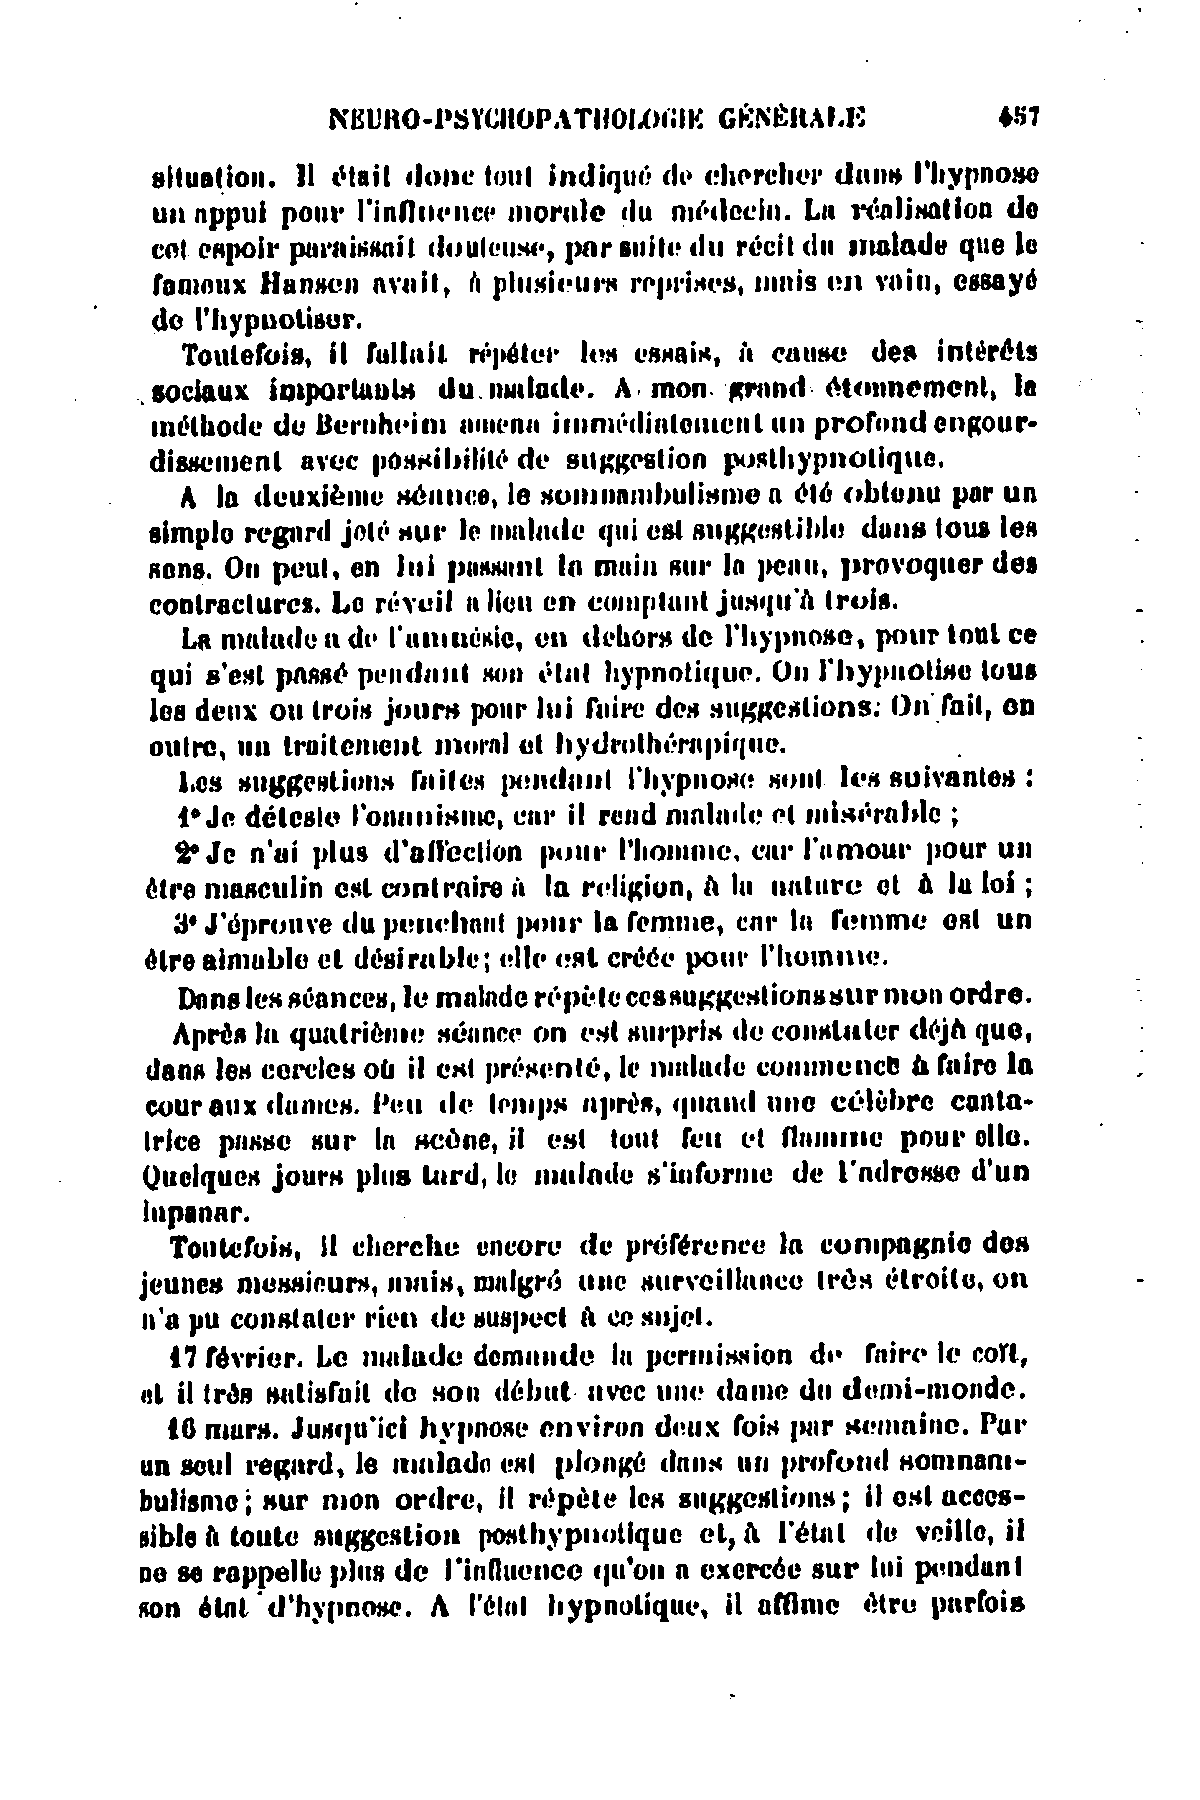 NEURO-PSYCHOPATHOLOGIE GÉNÉRALE 457
situation. Il était donc tout indiqué de chercher dans l'hypnose
un appui pour l'influence morale du médecin. La réalisation de
cet espoir paraissait douteuse, par suite du récit du malade que le
fameux Hansen avait, à plusieurs reprises, mais en vain, essayé
de l'hypnotiser.
Toutefois, il fallait répéter les essais, à cause des intérêts
sociaux importants du malade. A mon grand étonnement, la
méthode de Bernheim amena immédiatement un profond engour-
dissement avec possibilité de suggestion posthypnotique.
A la deuxième séance, le somnambulisme a été obtenu par un
simple regard jeté sur le malade qui est suggestible dans tous les
sens. On peut, en lui passant la main sur la peau, provoquer des
contractures. Le réveil a lieu en comptant jusqu'à trois.
Le malade a de l'amnésie, en dehors de l'hypnose, pour tout ce
qui s'est passé pendant son état hypnotique. On l'hypnotise tous
les deux ou trois jours pour lui faire des suggestions. On fait, en
outre, un traitement moral et hydrothérapique.
Les suggestions faites pendant l'hypnose sont les suivantes :
1° Je déteste l'onanisme, car il rend malade et misérable ;
2° Je n'ai plus d'affection pour l'homme, car l'amour pour un
être masculin est contraire à la religion, à la nature et à la loi ;
3° J'éprouve du penchant pour la femme, car la femme est un
être aimable et désirable ; elle est créée pour l'homme.
Dans les séances, le malade répète ces suggestions sur mon ordre.
Après la quatrième séance on est surpris de constater déjà que,
dans les cercles où il est présenté, le malade commence à faire la
cour aux dames. Peu de temps après, quand une célèbre canta-
trice passe sur la scène, il est tout feu et flamme pour elle.
Quelques jours plus tard, le malade s'informe de l'adresse d'un
lupanar.
Toutefois, il cherche encore de préférence la compagnie des
jeunes messieurs, mais, malgré une surveillance très étroite, on
n'a pu constater rien de suspect à ce sujet.
17 février. Le malade demande la permission de faire le coït,
et il très satisfait de son début avec une dame du demi-monde.
16 mars. Jusqu'ici hypnose environ deux fois par semaine. Par
un seul regard, le malade est plongé dans un profond somnam-
bulisme ; sur mon ordre, il répète les suggestions ; il est acces-
sible à toute suggestion posthypnotique et, à l'état de veille, il
ne se rappelle plus de l'influence qu'on a exercée sur lui pendant
son état d'hypnose. A l'état hypnotique, il affime être parfois